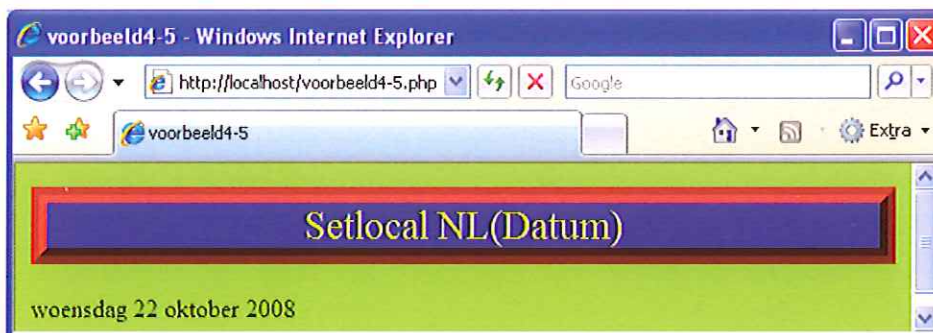 voorbeeld4-5 - Windows Internet Explorer
http://localhost/voorbeeld4-5.php
Google
voorbeeld4-5
Extra
Setlocal NL(Datum)
woensdag 22 oktober 2008